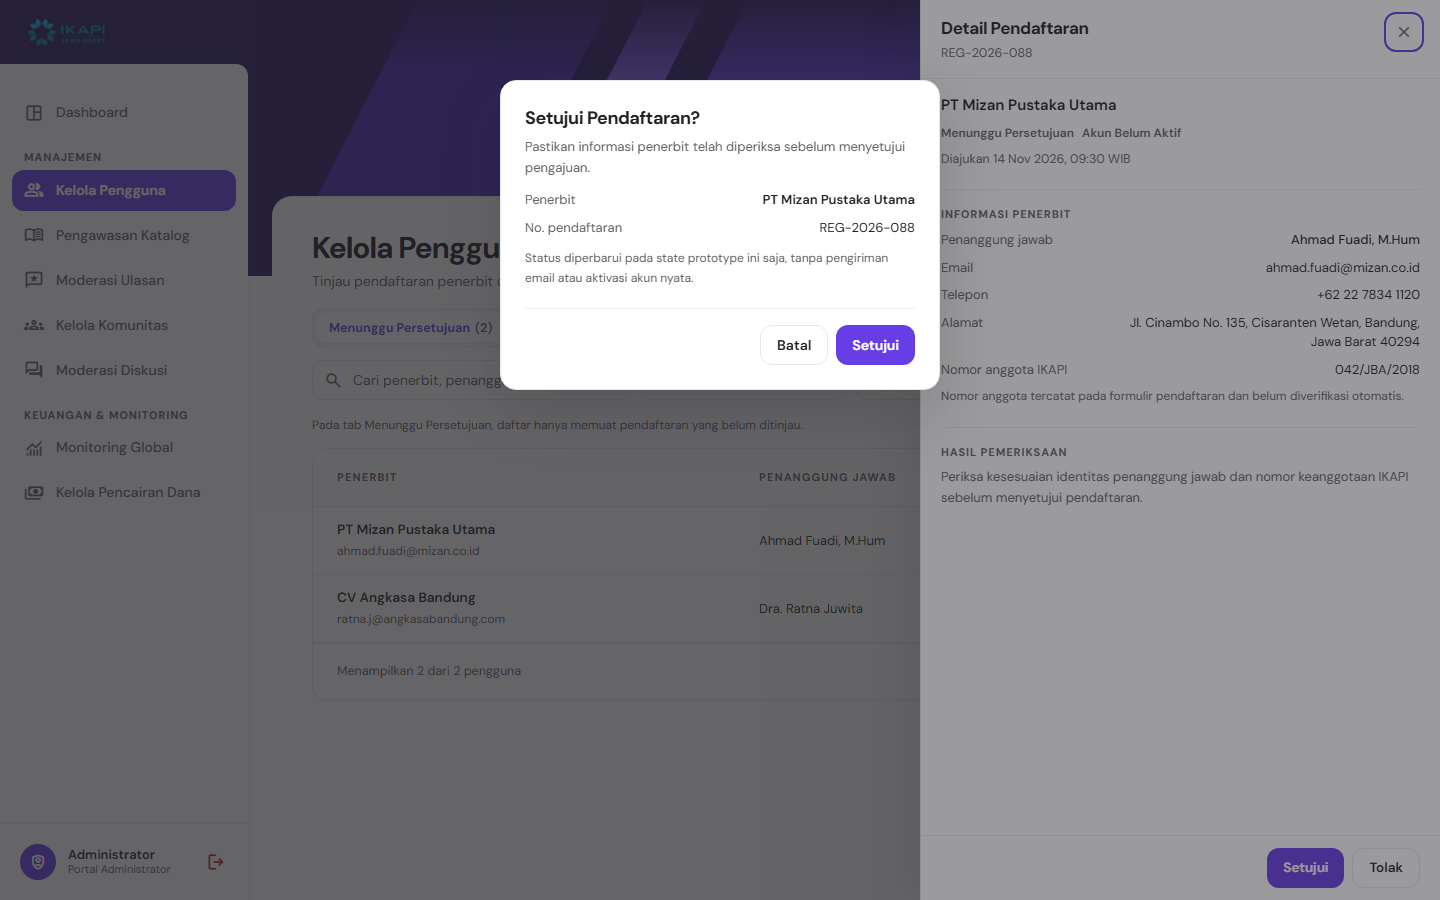 IKAPI
JAWA BARAT
Dashboard
MANAJEMEN
Kelola Pengguna
Pengawasan Katalog
Moderasi Ulasan
Kelola Komunitas
Moderasi Diskusi
KEUANGAN & MONITORING
Monitoring Global
Kelola Pencairan Dana
Administrator
Portal Administrator
Kelola Penggu
Tinjau pendaftaran penerbit
Menunggu Persetujuan (2)
Cari penerbit, penangg
Pada tab Menunggu Persetujuan, daftar hanya memuat pendaftaran yang belum ditinjau.
PENERBIT
PENANGGUNG JAWAB
PT Mizan Pustaka Utama
ahmad.fuadi@mizan.co.id
Ahmad Fuadi, M.Hum
CV Angkasa Bandung
ratna.j@angkasabandung.com
Dra. Ratna Juwita
Menampilkan 2 dari 2 pengguna
Setujui Pendaftaran?
Pastikan informasi penerbit telah diperiksa sebelum menyetujui
pengajuan.
Penerbit
PT Mizan Pustaka Utama
No. pendaftaran
REG-2026-088
Status diperbarui pada state prototype ini saja, tanpa pengiriman
email atau aktivasi akun nyata.
Batal
Setujui
Detail Pendaftaran
REG-2026-088
PT Mizan Pustaka Utama
Menunggu Persetujuan Akun Belum Aktif
Diajukan 14 Nov 2026, 09:30 WIB
INFORMASI PENERBIT
Penanggung jawab
Ahmad Fuadi, M.Hum
Email
ahmad.fuadi@mizan.co.id
Telepon
+62 22 7834 1120
Alamat
Jl. Cinambo No. 135, Cisaranten Wetan, Bandung,
Jawa Barat 40294
Nomor anggota IKAPI
042/JBA/2018
Nomor anggota tercatat pada formulir pendaftaran dan belum diverifikasi otomatis.
HASIL PEMERIKSAAN
Periksa kesesuaian identitas penanggung jawab dan nomor keanggotaan IKAPI
sebelum menyetujui pendaftaran.
Setujui
Tolak